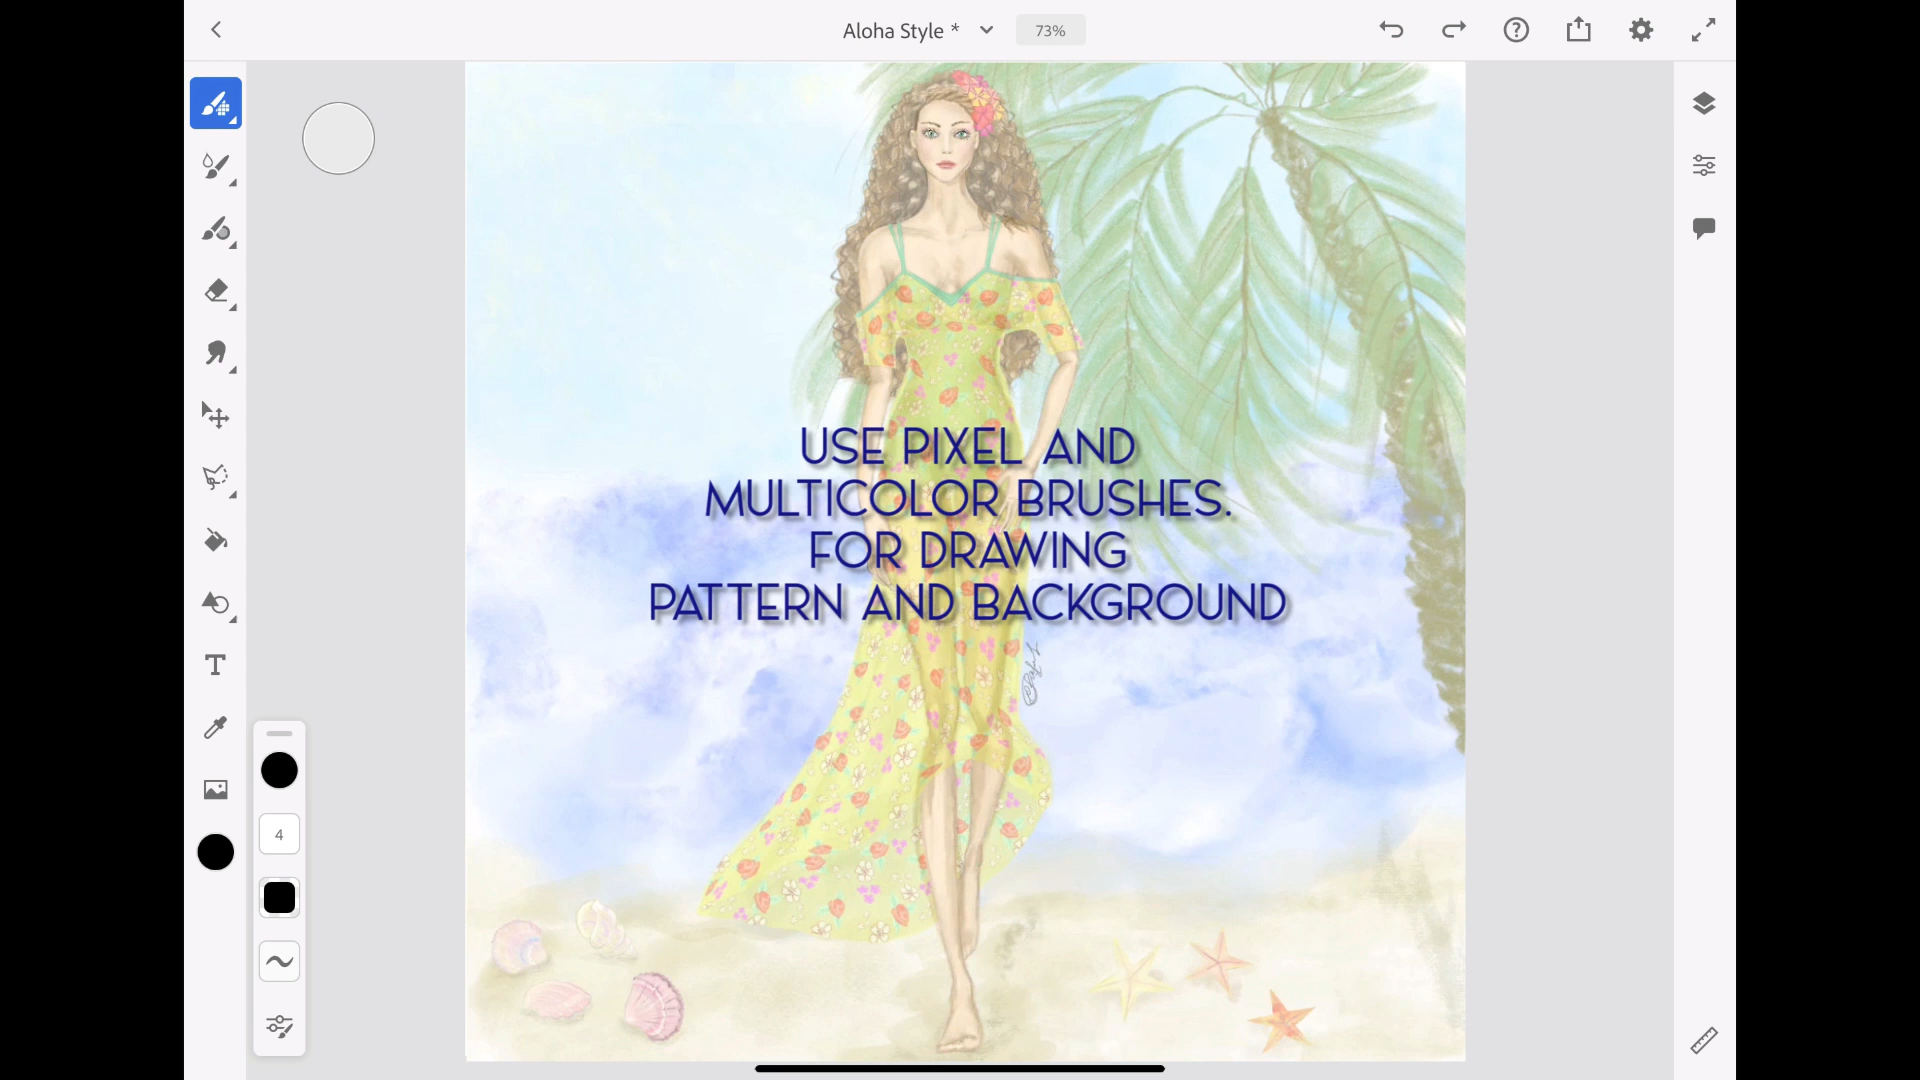 Aloha Style *
73%
USE PIXEL AND
MULTICOLOR BRUSHES.
FOR DRAWING
PATTERN AND BACKGROUND
4